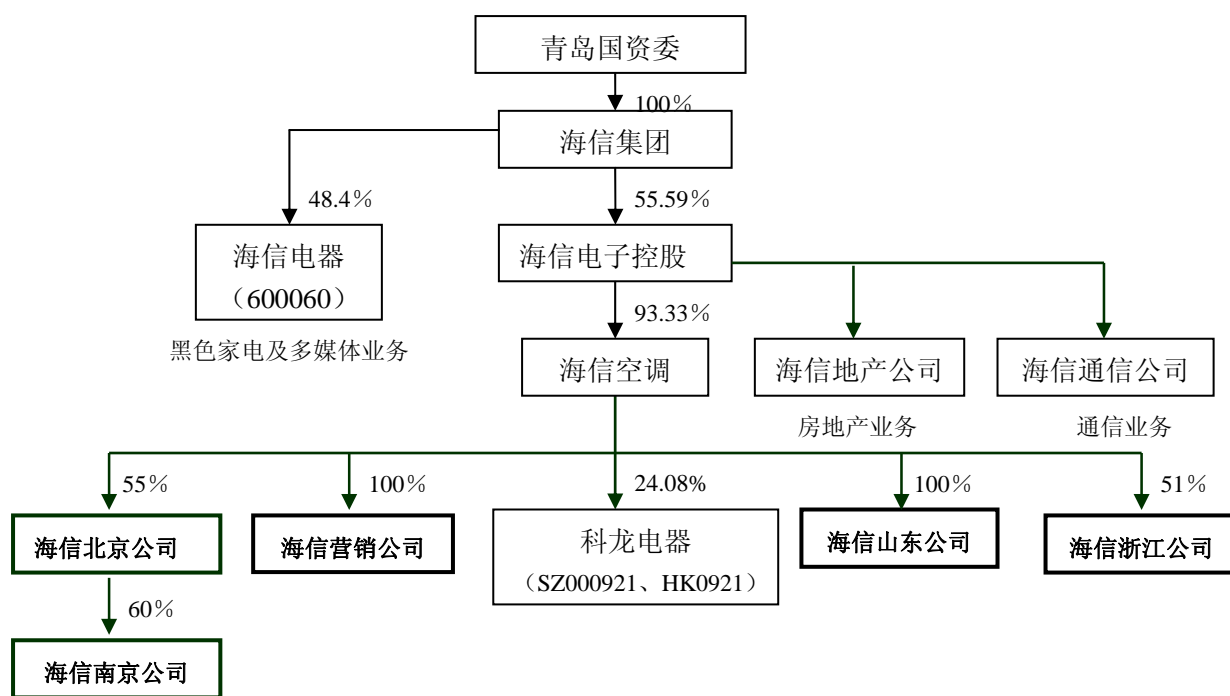 青岛国资委
100%
海信集团
48.4%
55.59%
海信电器
（600060）
海信电子控股
93.33%
黑色家电及多媒体业务
海信空调
海信地产公司
海信通信公司
房地产业务
通信业务
55%
100%
24.08%
100%
51%
海信北京公司
海信营销公司
科龙电器
（SZ000921、HK0921）
海信山东公司
海信浙江公司
60%
海信南京公司